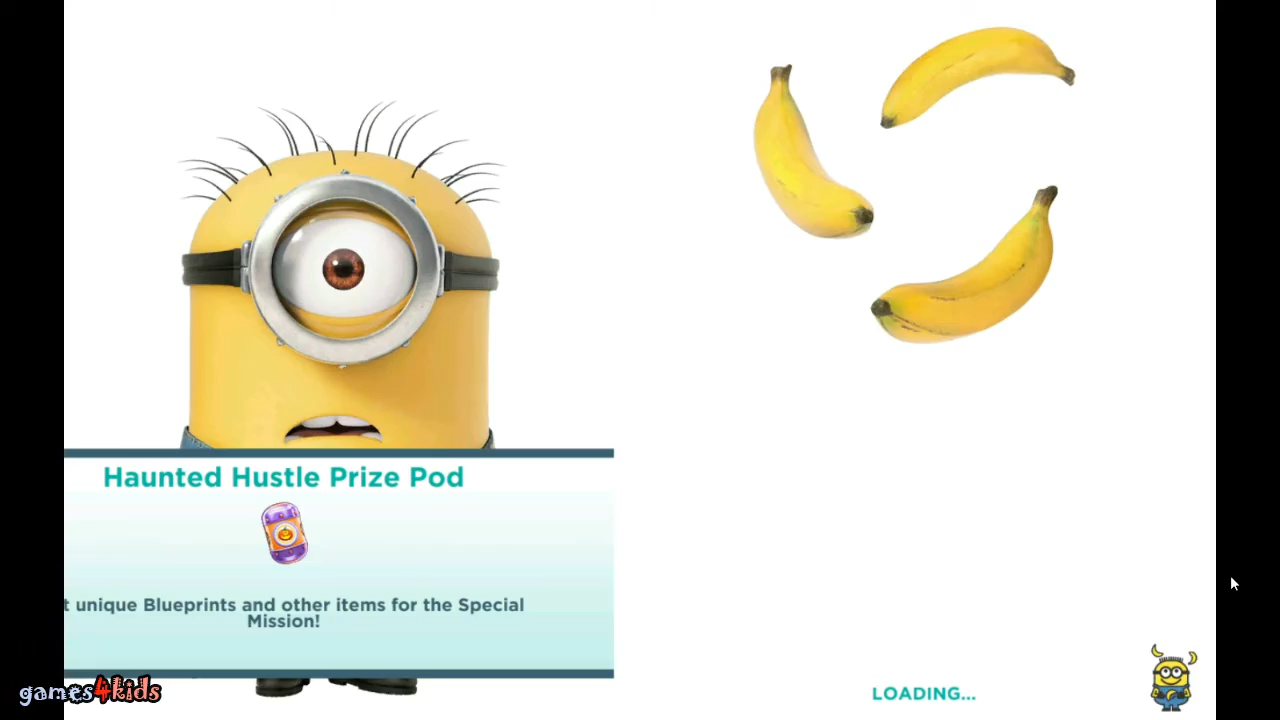 Haunted Hustle Prize Pod
unique Blueprints and other items for the Special
Mission!
LOADING...
games4kids